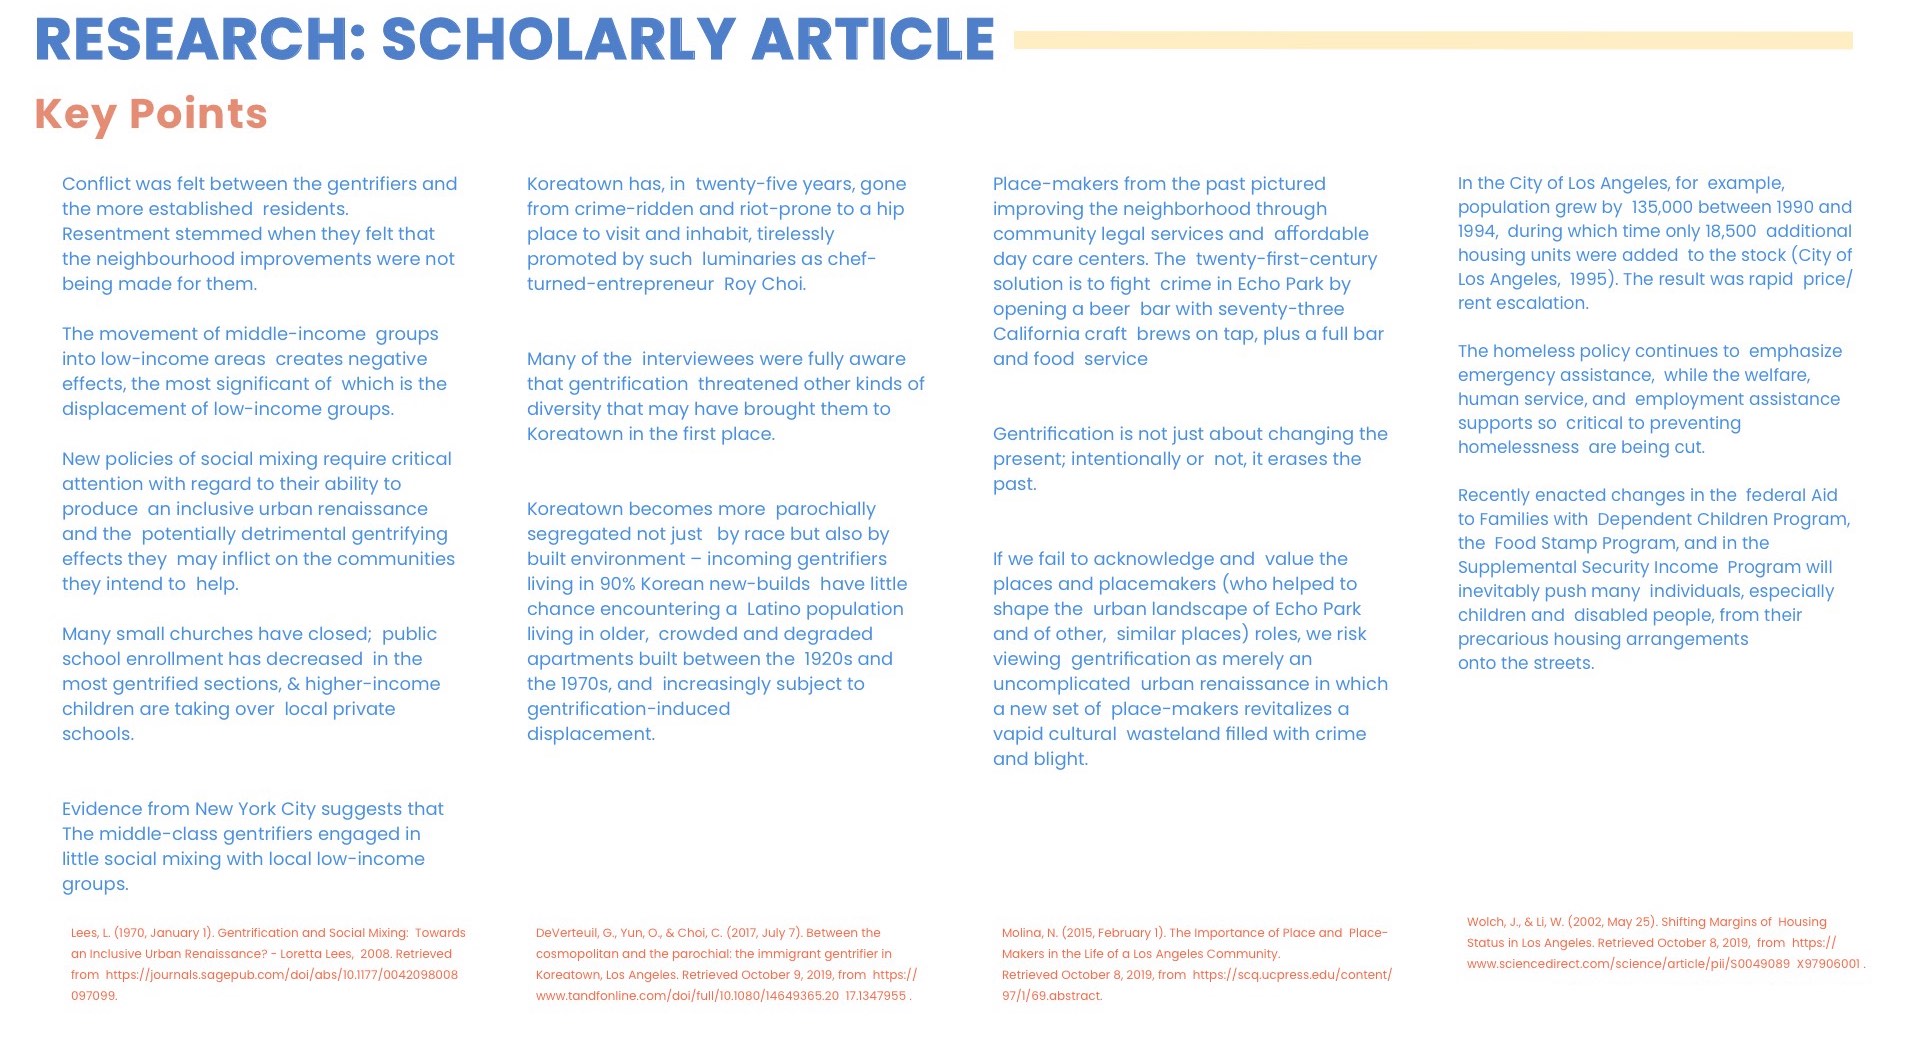 RESEARCH: SCHOLARLY ARTICLE
Key Points
Conflict was felt between the gentrifiers and
the more established residents.
Resentment stemmed when they felt that
the neighbourhood improvements were not
being made for them.
The movement of middle-income groups
into low-income areas creates negative
effects, the most significant of which is the
displacement of low-income groups.
New policies of social mixing require critical
attention with regard to their ability to
produce an inclusive urban renaissance
and the potentially detrimental gentrifying
effects they may inflict on the communities
they intend to help.
Many small churches have closed; public
school enrollment has decreased in the
most gentrified sections, & higher-income
children are taking over local private
schools.
Evidence from New York City suggests that
The middle-class gentrifiers engaged in
little social mixing with local low-income
groups.
Lees, L. (1970, January 1). Gentrification and Social Mixing: Towards
an Inclusive Urban Renaissance? - Loretta Lees, 2008. Retrieved
from https://journals.sagepub.com/doi/abs/10.1177/0042098008
097099.
Koreatown has, in twenty-five years, gone
from crime-ridden and riot-prone to a hip
place to visit and inhabit, tirelessly
promoted by such luminaries as chef-
turned-entrepreneur Roy Choi.
Many of the interviewees were fully aware
that gentrification threatened other kinds of
diversity that may have brought them to
Koreatown in the first place.
Koreatown becomes more parochially
segregated not just by race but also by
built environment – incoming gentrifiers
living in 90% Korean new-builds have little
chance encountering a Latino population
living in older, crowded and degraded
apartments built between the 1920s and
the 1970s, and increasingly subject to
gentrification-induced
displacement.
DeVerteuil, G., Yun, O., & Choi, C. (2017, July 7). Between the
cosmopolitan and the parochial: the immigrant gentrifier in
Koreatown, Los Angeles. Retrieved October 9, 2019, from https://
www.tandfonline.com/doi/full/10.1080/14649365.20 17.1347955 .
Place-makers from the past pictured
improving the neighborhood through
community legal services and affordable
day care centers. The twenty-first-century
solution is to fight crime in Echo Park by
opening a beer bar with seventy-three
California craft brews on tap, plus a full bar
and food service
Gentrification is not just about changing the
present; intentionally or not, it erases the
past.
If we fail to acknowledge and value the
places and placemakers (who helped to
shape the urban landscape of Echo Park
and of other, similar places) roles, we risk
viewing gentrification as merely an
uncomplicated urban renaissance in which
a new set of place-makers revitalizes a
vapid cultural wasteland filled with crime
and blight.
Molina, N. (2015, February 1). The Importance of Place and Place-
Makers in the Life of a Los Angeles Community.
Retrieved October 8, 2019, from https://scq.ucpress.edu/content/
97/1/69.abstract.
In the City of Los Angeles, for example,
population grew by 135,000 between 1990 and
1994, during which time only 18,500 additional
housing units were added to the stock (City of
Los Angeles, 1995). The result was rapid price/
rent escalation.
The homeless policy continues to emphasize
emergency assistance, while the welfare,
human service, and employment assistance
supports so critical to preventing
homelessness are being cut.
Recently enacted changes in the federal Aid
to Families with Dependent Children Program,
the Food Stamp Program, and in the
Supplemental Security Income Program will
inevitably push many individuals, especially
children and disabled people, from their
precarious housing arrangements
onto the streets.
Wolch, J., & Li, W. (2002, May 25). Shifting Margins of Housing
Status in Los Angeles. Retrieved October 8, 2019, from https://
www.sciencedirect.com/science/article/pii/S0049089 X97906001 .